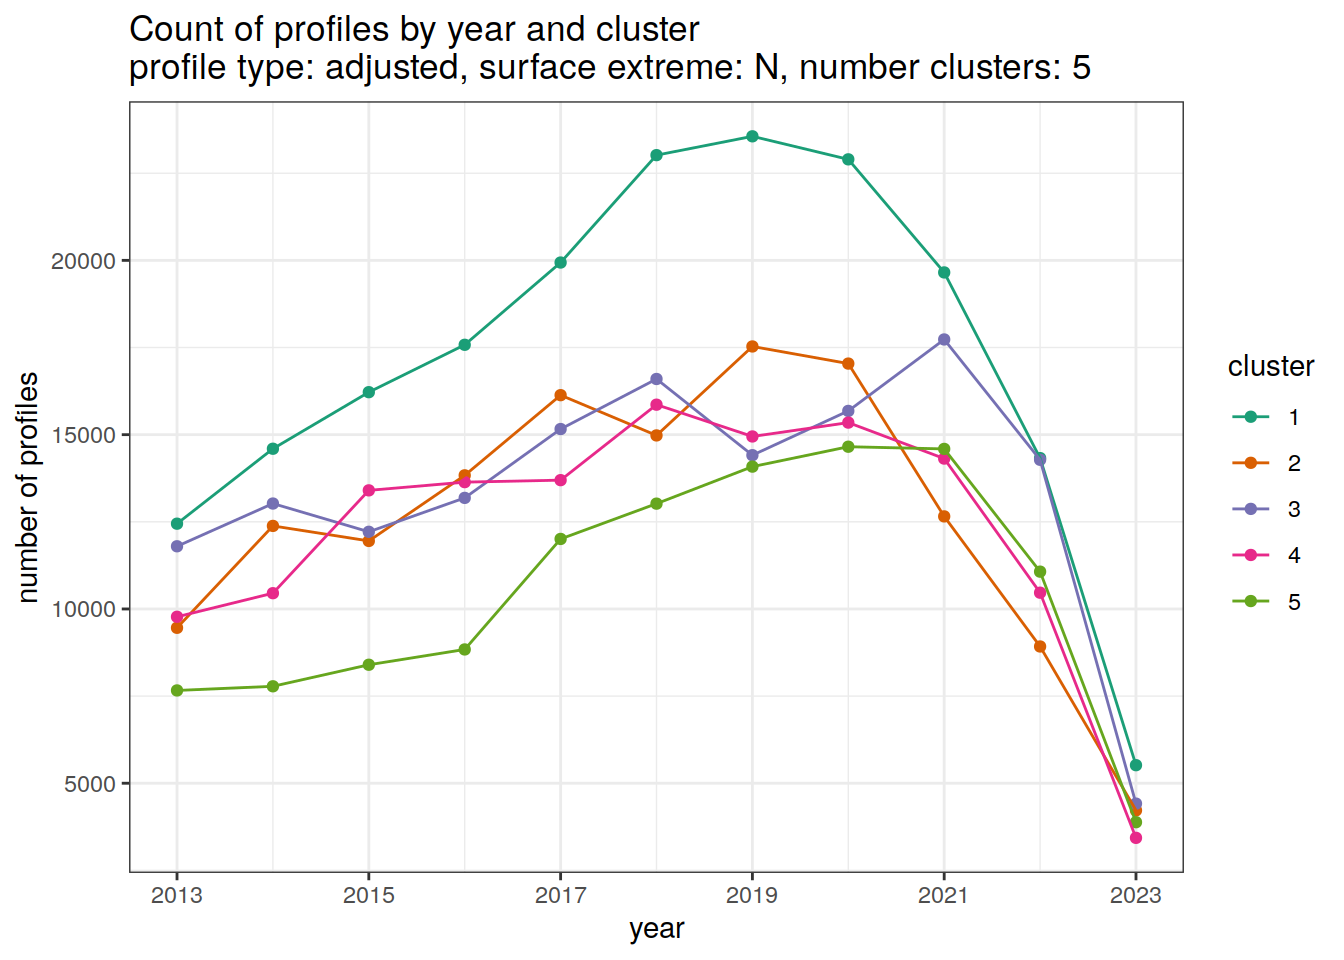 Count of profiles by year and cluster
profile type: adjusted, surface extreme: N, number clusters: 5
number of profiles
20000
15000
10000
5000
2013 2015 2017 2019 2021 2023
year
cluster
1
2
3
4
5